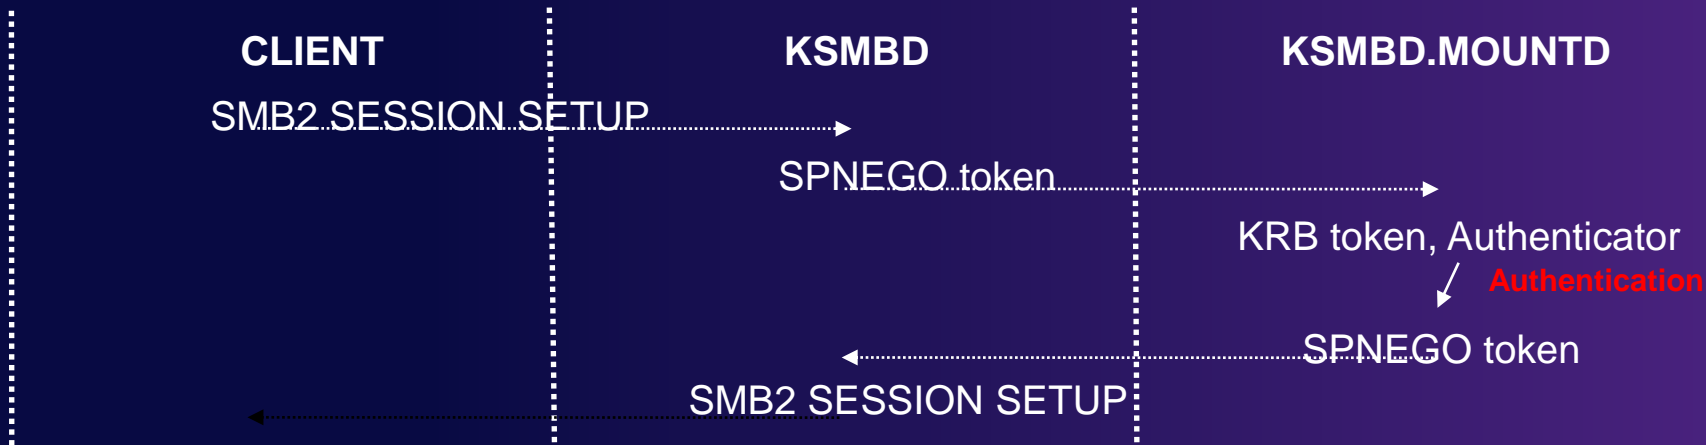 CLIENT
KSMBD
KSMBD.MOUNTD
SMB2 SESSION SETUP
SPNEGO token
KRB token, Authenticator
Authentication
SPNEGO token
SMB2 SESSION SETUP